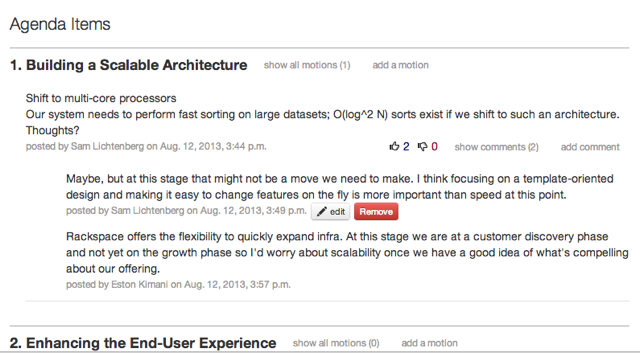 Agenda Items
1. Building a Scalable Architecture show all motions (1) add a motion
Shift to multi-core processors
Our system needs to perform fast sorting on large datasets; O(log^2 N) sorts exist if we shift to such an architecture.
Thoughts?
posted by Sam Lichtenberg on Aug. 12, 2013, 3:44 p.m. 2 0 show comments (2) add comment
Maybe, but at this stage that might not be a move we need to make. I think focusing on a template-oriented
design and making it easy to change features on the fly is more important than speed at this point.
posted by Sam Lichtenberg on Aug. 12, 2013, 3:49 p.m. edit Remove
Rackspace offers the flexibility to quickly expand infra. At this stage we are at a customer discovery phase
and not yet on the growth phase so I'd worry about scalability once we have a good idea of what's compelling
about our offering.
posted by Eston Kimani on Aug. 12, 2013, 3:57 p.m.
2. Enhancing the End-User Experience show all motions (0) add a motion